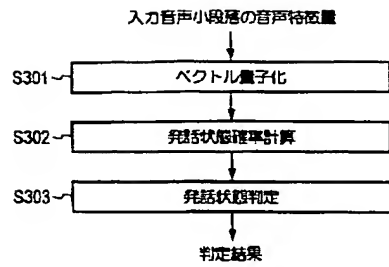 入力音声小段落の音声特徴量
S301 ベクトル量子化
S302 発話状態確率計算
S303 発話状態判定
判定結果